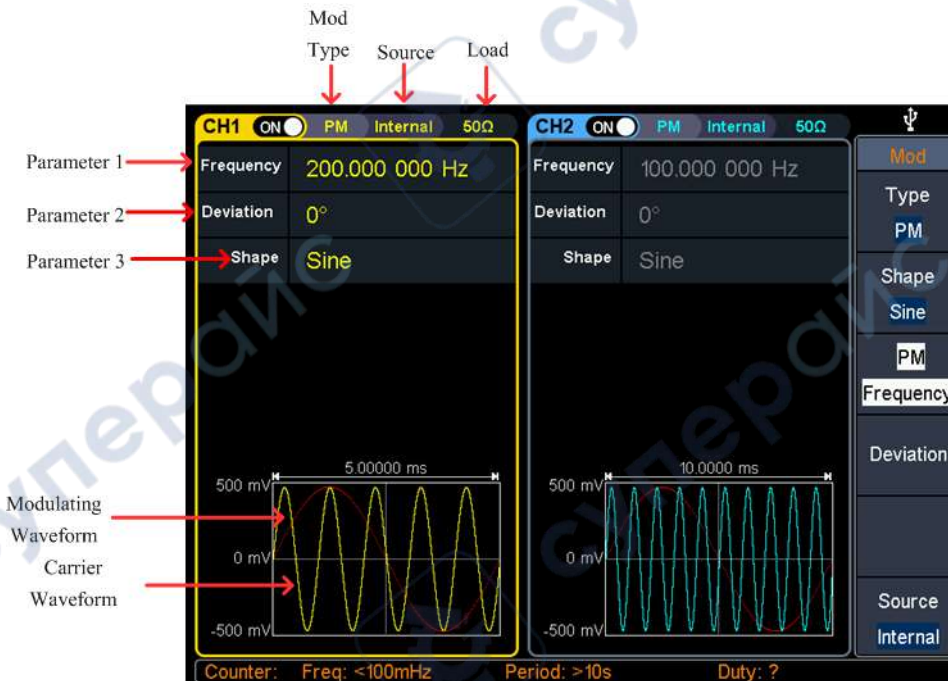 Mod
Type
Source
Load
CH1 ON PM Internal 50Ω
CH2 ON PM Internal 50Ω
Mod
Parameter 1
Frequency 200.000 000 Hz
Frequency 100.000 000 Hz
Type
PM
Parameter 2
Deviation 0°
Deviation 0°
Parameter 3
Shape Sine
Shape Sine
Shape
Sine
PM
Frequency
Deviation
5.00000 ms
10.0000 ms
500 mV
500 mV
Modulating
Waveform
0 mV
0 mV
Carrier
Waveform
-500 mV
-500 mV
Source
Internal
Counter: Freq: <100mHz Period: >10s Duty: ?
суперайс